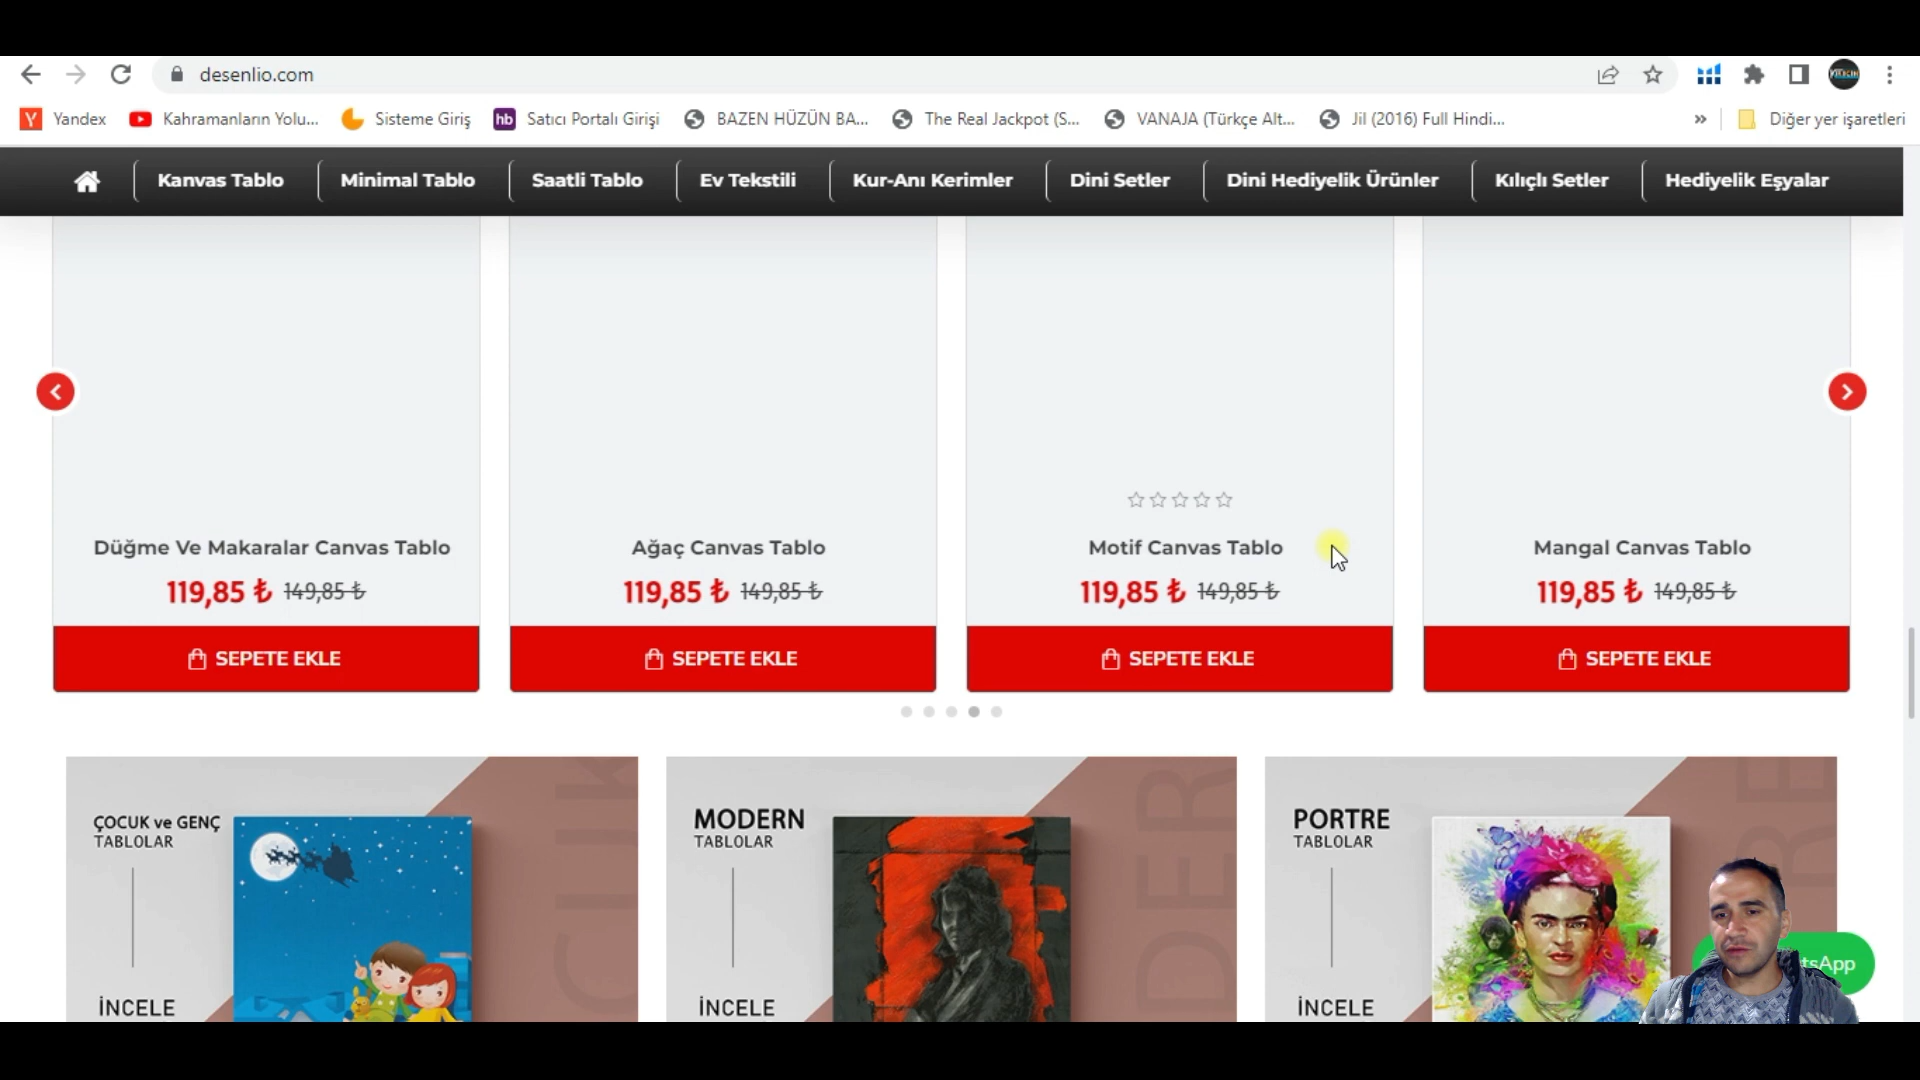 desenlio.com
Yandex
Kahramanların Yolu...
Sisteme Giriş
hb
Satıcı Portalı Girişi
BAZEN HÜZÜN BA...
The Real Jackpot (S...
VANAJA (Türkçe Alt...
Jil (2016) Full Hindi...
»
Diğer yer işaretleri
Kanvas Tablo
Minimal Tablo
Saatli Tablo
Ev Tekstili
Kur-Anı Kerimler
Dini Setler
Dini Hediyelik Ürünler
Kılıçlı Setler
Hediyelik Eşyalar
Düğme Ve Makaralar Canvas Tablo
119,85 ₺ 149,85 ₺
SEPETE EKLE
Ağaç Canvas Tablo
119,85 ₺ 149,85 ₺
SEPETE EKLE
Motif Canvas Tablo
119,85 ₺ 149,85 ₺
SEPETE EKLE
Mangal Canvas Tablo
119,85 ₺ 149,85 ₺
SEPETE EKLE
ÇOCUK ve GENÇ
TABLOLAR
İNCELE
MODERN
TABLOLAR
İNCELE
PORTRE
TABLOLAR
İNCELE
tsApp